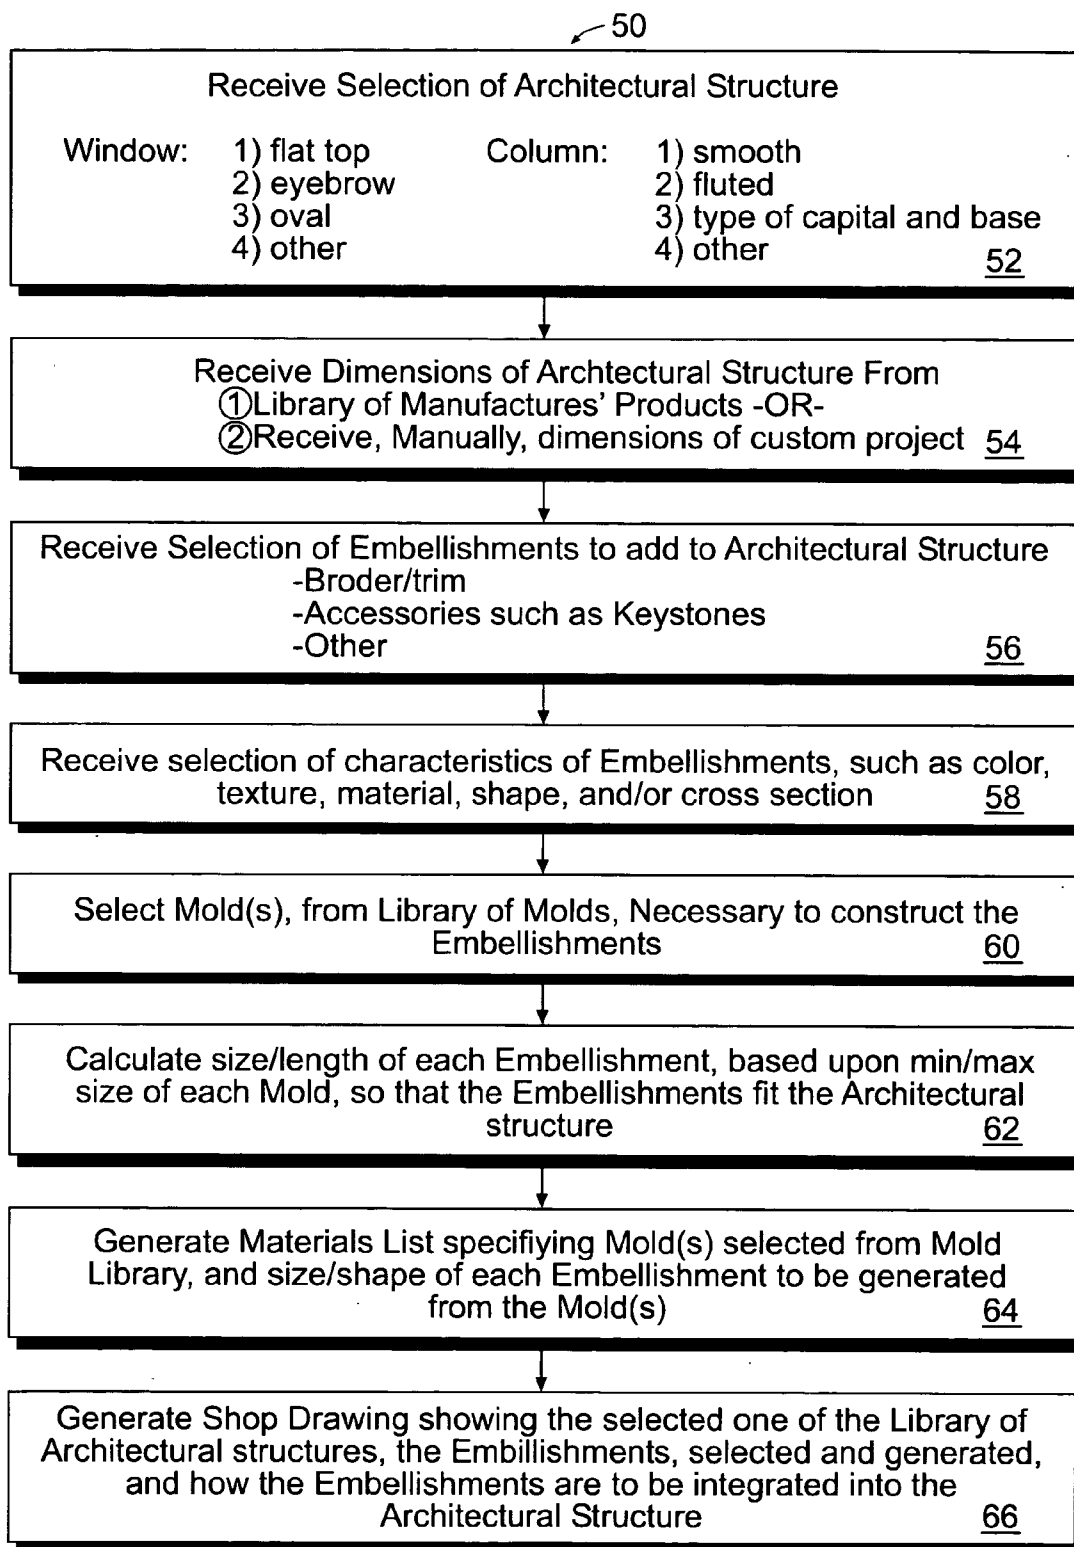 50
Receive Selection of Architectural Structure
Window: 1) flat top Column: 1) smooth
2) eyebrow 2) fluted
3) oval 3) type of capital and base
4) other 4) other 52
Receive Dimensions of Archtectural Structure From
①Library of Manufactures' Products -OR-
②Receive, Manually, dimensions of custom project 54
Receive Selection of Embellishments to add to Architectural Structure
-Broder/trim
-Accessories such as Keystones
-Other 56
Receive selection of characteristics of Embellishments, such as color,
texture, material, shape, and/or cross section 58
Select Mold(s), from Library of Molds, Necessary to construct the
Embellishments 60
Calculate size/length of each Embellishment, based upon min/max
size of each Mold, so that the Embellishments fit the Architectural
structure 62
Generate Materials List specifiying Mold(s) selected from Mold
Library, and size/shape of each Embellishment to be generated
from the Mold(s) 64
Generate Shop Drawing showing the selected one of the Library of
Architectural structures, the Embillishments, selected and generated,
and how the Embellishments are to be integrated into the
Architectural Structure 66